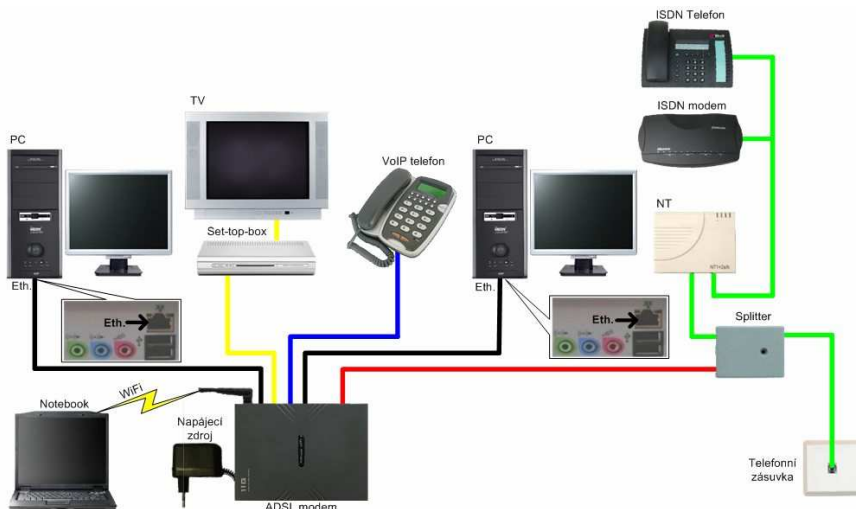 ISDN Telefon
ISDN modem
TV
PC
PC
VoIP telefon
NT
Set-top-box
Eth.
Eth.
Eth.
Eth.
Splitter
WiFi
Notebook
Napájecí
zdroj
Telefonní
zásuvka
ADSL modem